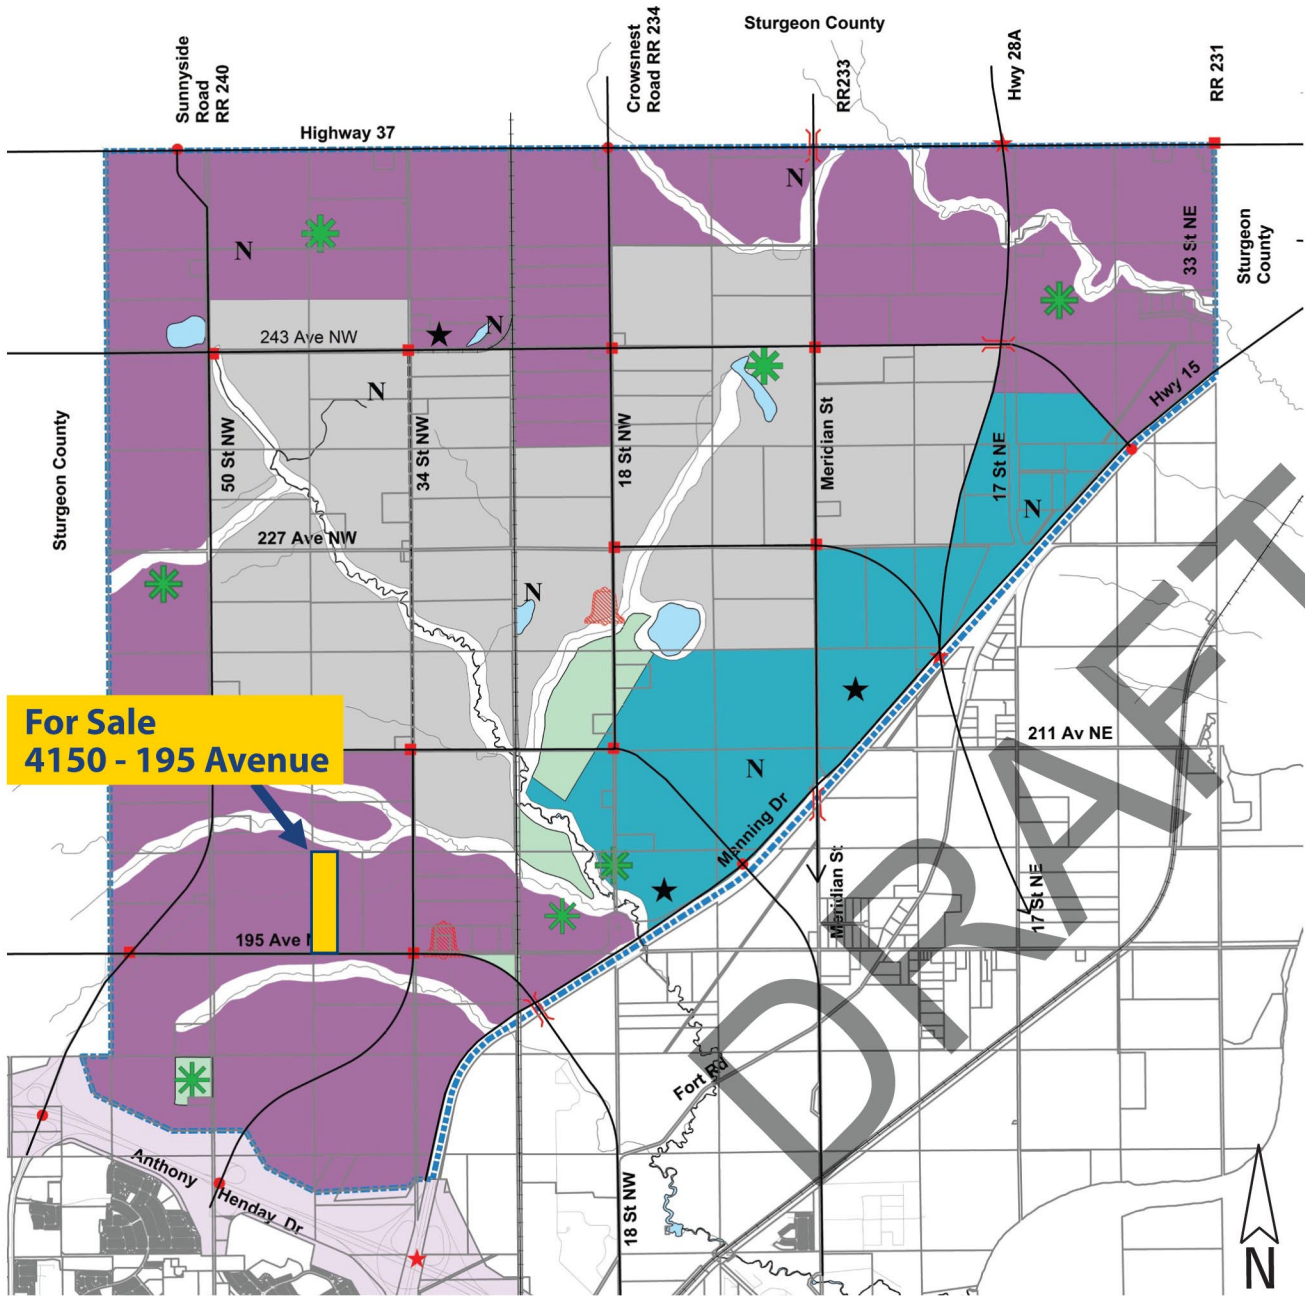 Sturgeon County
Sunnyside
Road
RR 240
Crowsnest
Road RR 234
RR233
Hwy 28A
RR 231
Highway 37
N
N
33 St NE
Sturgeon
County
243 Ave NW
N
N
Hwy 15
Sturgeon County
50 St NW
34 St NW
18 St NW
Meridian St
17 St NE
N
227 Ave NW
N
For Sale
4150 - 195 Avenue
211 Av NE
N
Manning Dr
Meridian St
17 St NE
195 Ave N
DRAFT
Fort Rd
Anthony
Henday Dr
18 St NW
N